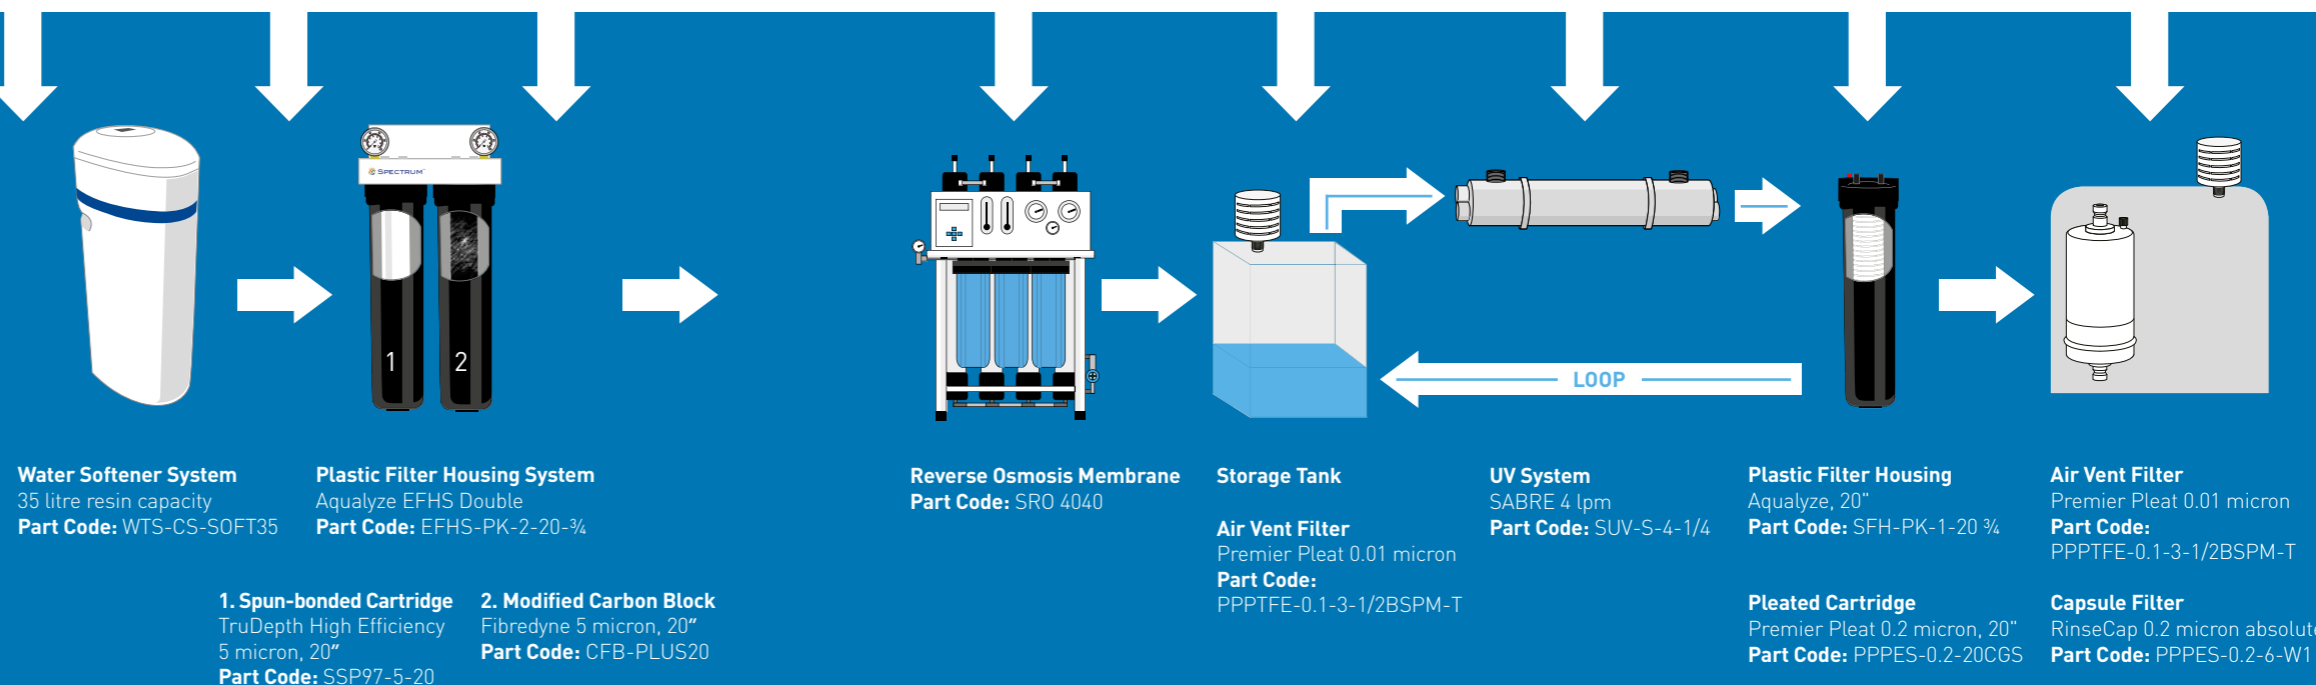 SPECTRUM
1
2
LOOP
Water Softener System
35 litre resin capacity
Part Code: WTS-CS-SOFT35
Plastic Filter Housing System
Aqualyze EFHS Double
Part Code: EFHS-PK-2-20-¾
1. Spun-bonded Cartridge
TruDepth High Efficiency
5 micron, 20″
Part Code: SSP97-5-20
2. Modified Carbon Block
Fibredyne 5 micron, 20″
Part Code: CFB-PLUS20
Reverse Osmosis Membrane
Part Code: SRO 4040
Storage Tank
Air Vent Filter
Premier Pleat 0.01 micron
Part Code:
PPPTFE-0.1-3-1/2BSPM-T
UV System
SABRE 4 lpm
Part Code: SUV-S-4-1/4
Plastic Filter Housing
Aqualyze, 20"
Part Code: SFH-PK-1-20 ¾
Pleated Cartridge
Premier Pleat 0.2 micron, 20"
Part Code: PPPES-0.2-20CGS
Air Vent Filter
Premier Pleat 0.01 micron
Part Code:
PPPTFE-0.1-3-1/2BSPM-T
Capsule Filter
RinseCap 0.2 micron absolute
Part Code: PPPES-0.2-6-W1